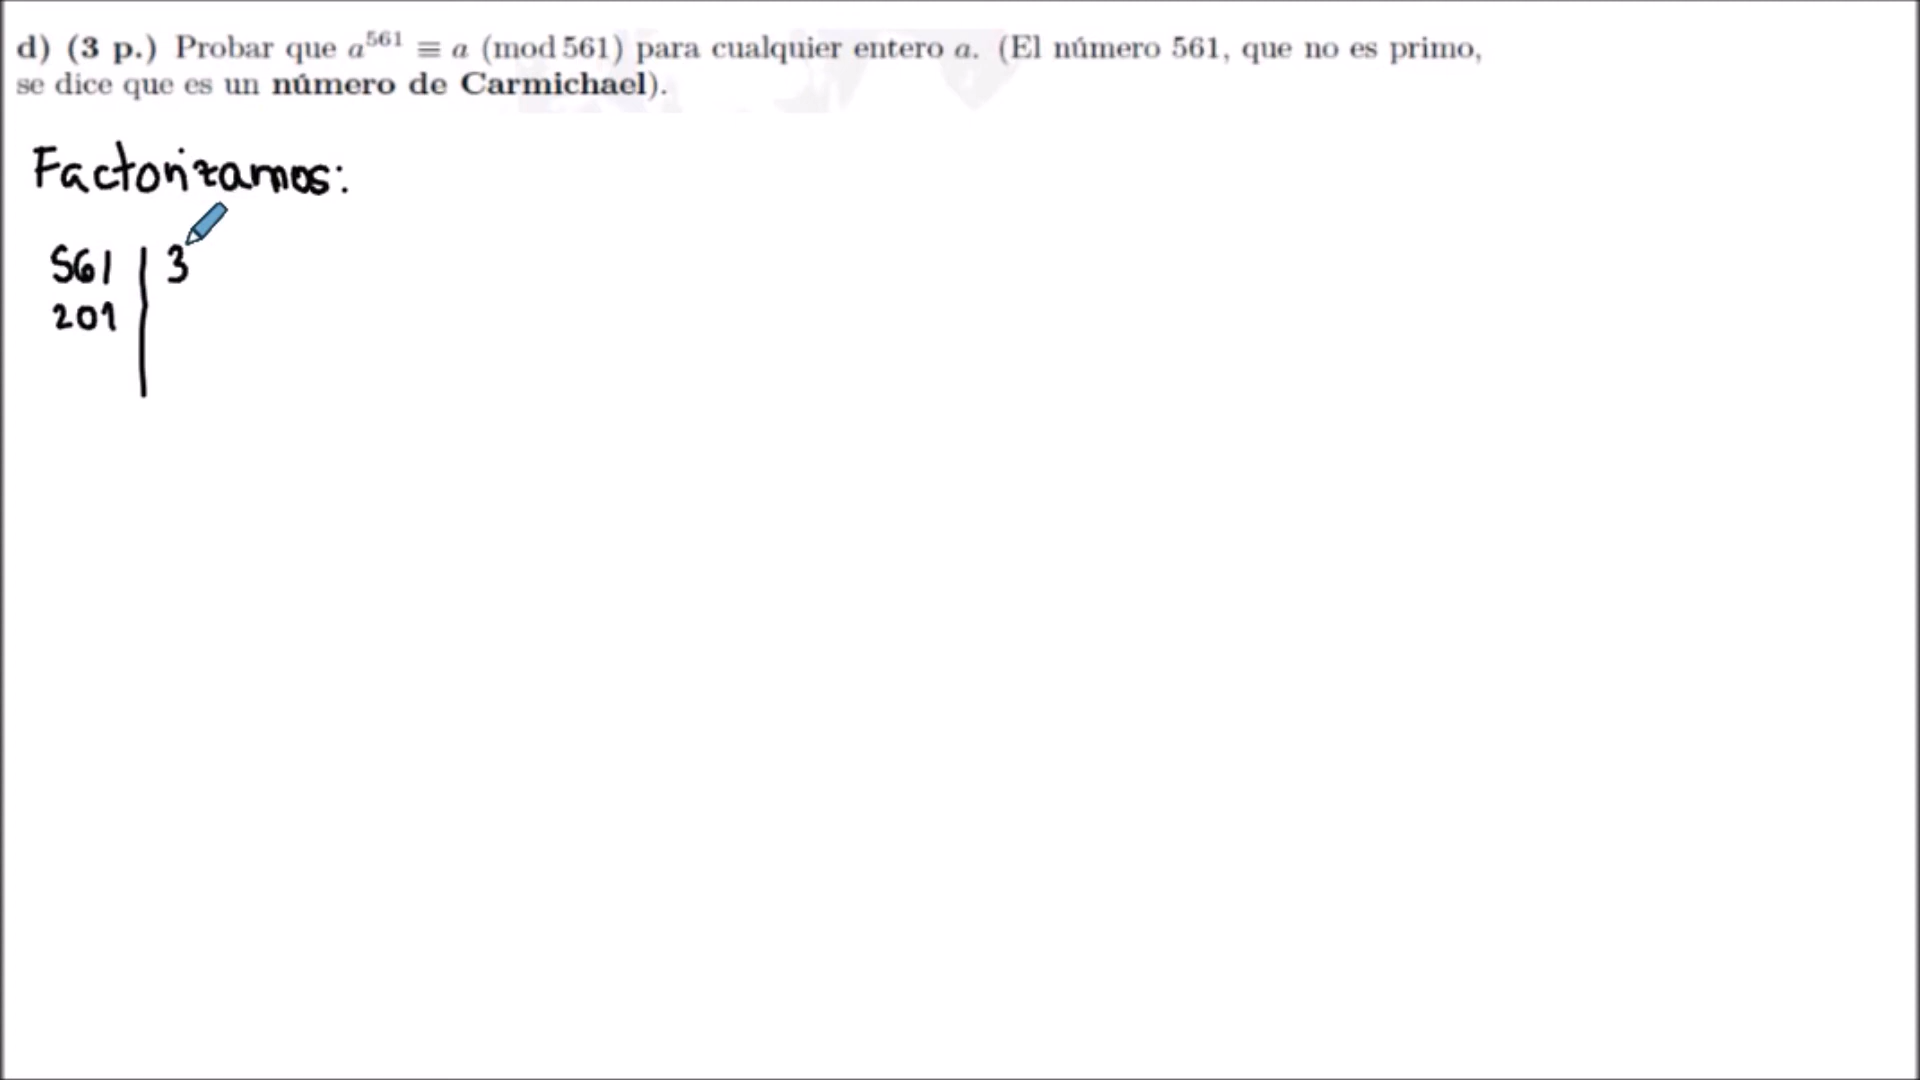 d) (3 p.) Probar que a^561 ≡ a (mod 561) para cualquier entero a. (El número 561, que no es primo,
se dice que es un número de Carmichael).
Factorizamos:
561 | 3
201 |